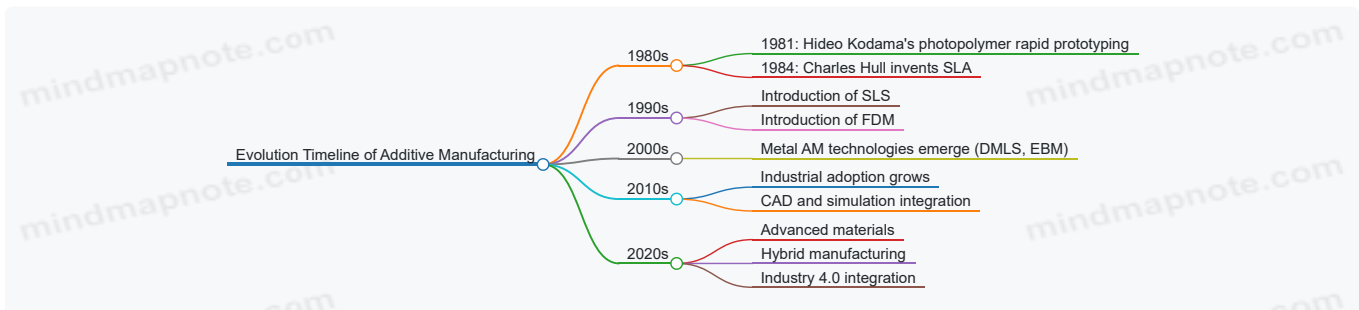 Evolution Timeline of Additive Manufacturing
1980s
1981: Hideo Kodama's photopolymer rapid prototyping
1984: Charles Hull invents SLA
1990s
Introduction of SLS
Introduction of FDM
2000s
Metal AM technologies emerge (DMLS, EBM)
2010s
Industrial adoption grows
CAD and simulation integration
2020s
Advanced materials
Hybrid manufacturing
Industry 4.0 integration
mindmapnote.com
mindmapnote.com
mindmapnote.com
mindmapnote.com